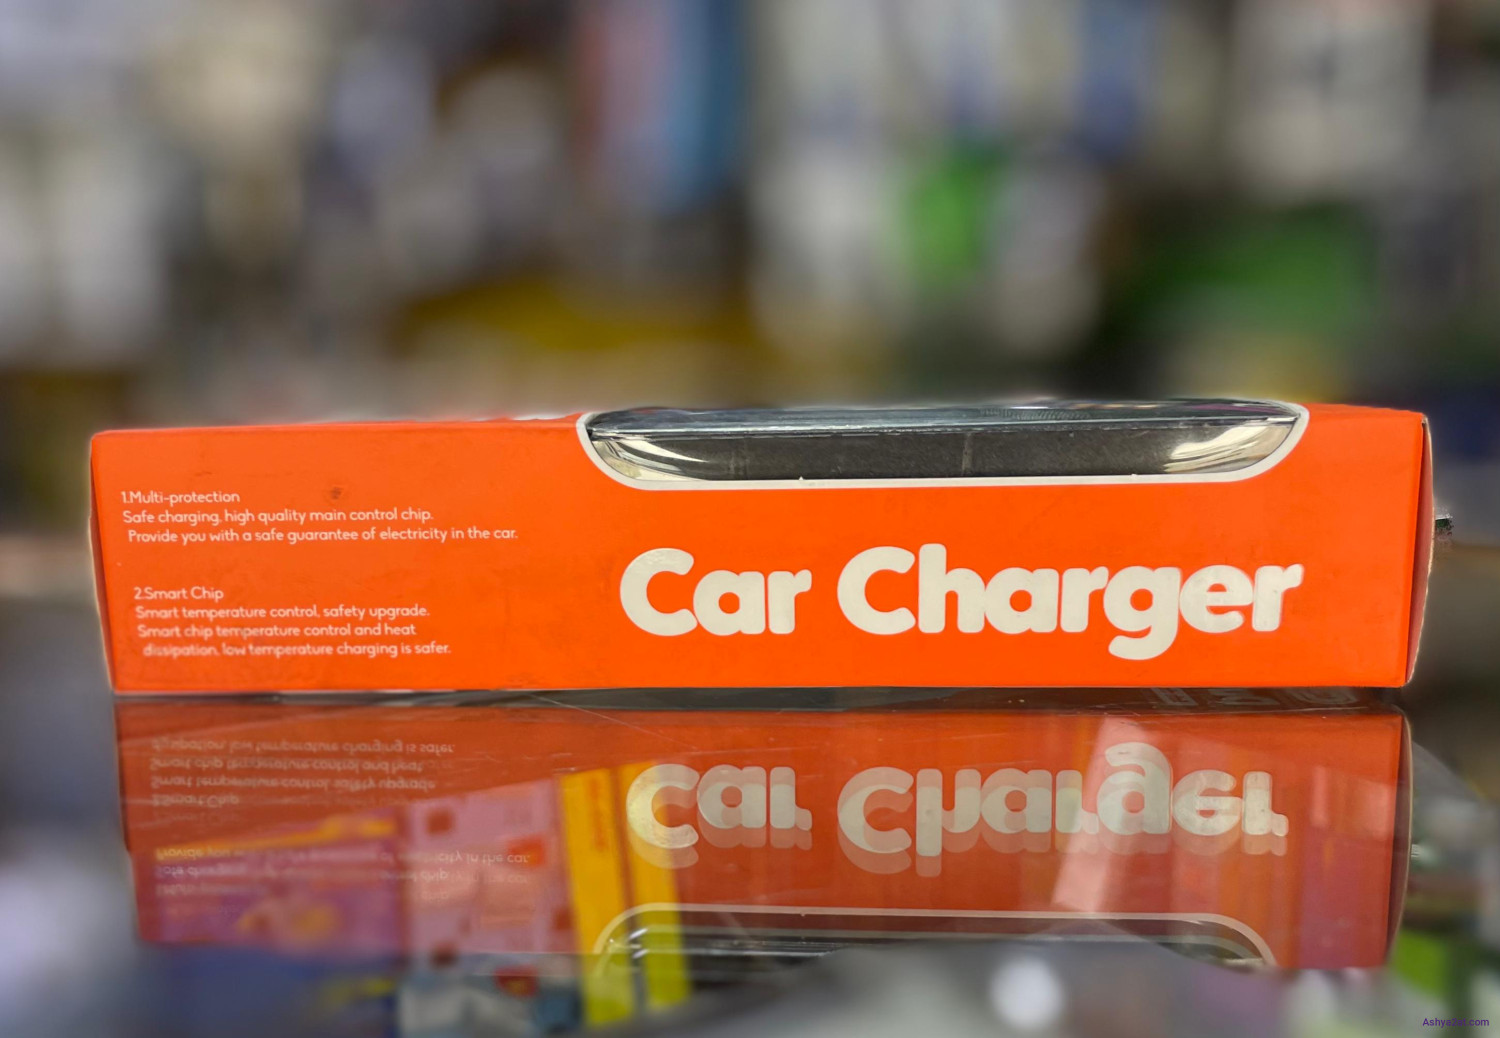 1.Multi-protection
Safe charging, high quality main control chip.
Provide you with a safe guarantee of electricity in the car.
2.Smart Chip
Smart temperature control, safety upgrade.
Smart chip temperature control and heat
dissipation, low temperature charging is safer.
Car Charger